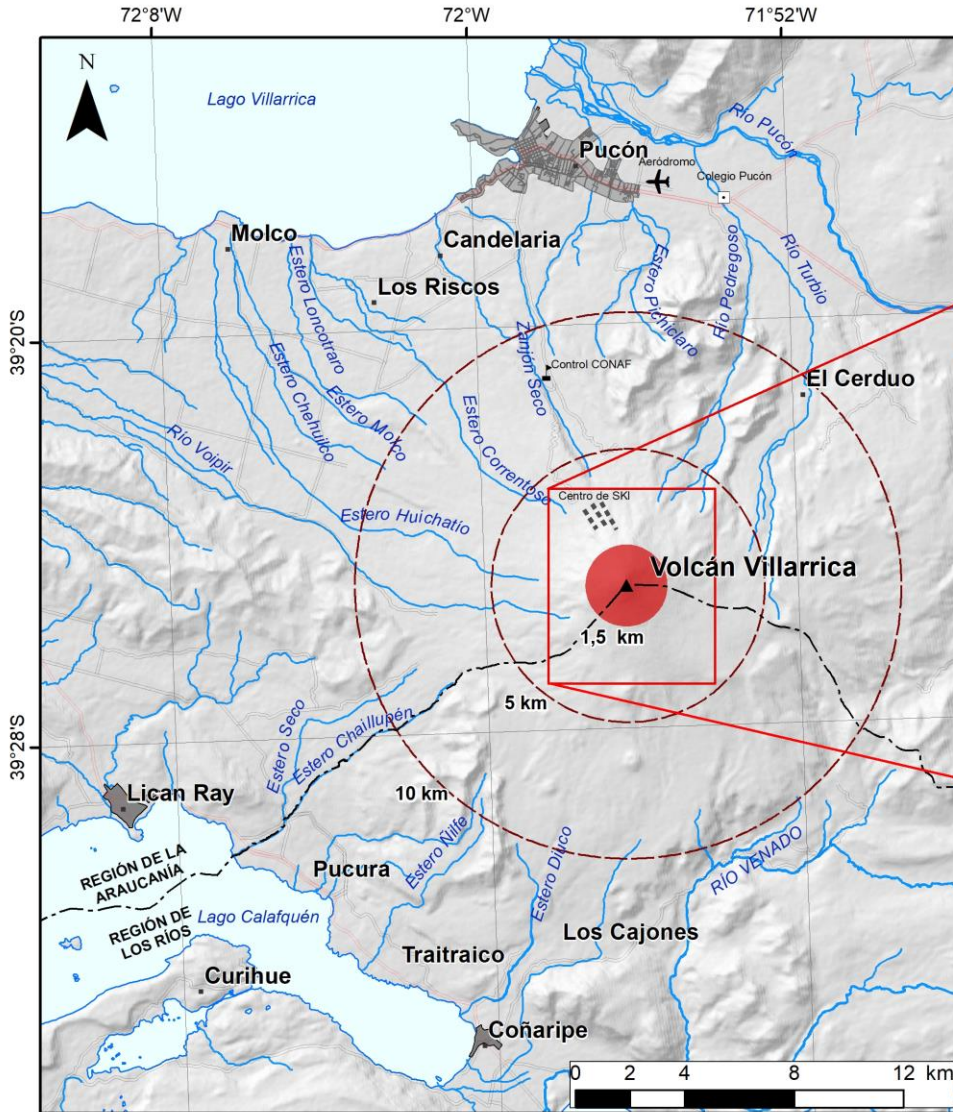 72°8'W
72°W
71°52'W
N
Lago Villarrica
Río Pucón
Pucón
Aeródromo
Colegio Pucón
Molco
Candelaria
Los Riscos
Estero Loncotraro
Estero Pichiclaro
Río Pedregoso
Río Turbio
39°20'S
Zanjón Seco
Control CONAF
El Cerduo
Estero Chehuilco
Estero Molco
Estero Correntoso
Río Voipir
Estero Huichatio
Centro de SKI
Volcán Villarrica
1,5 km
5 km
10 km
39°28'S
Estero Seco
Estero Chaillupén
Lican Ray
Estero Ñilfe
Estero Diuco
RÍO VENADO
REGIÓN DE LA
ARAUCANÍA
REGIÓN DE
LOS RÍOS
Pucura
Lago Calafquén
Los Cajones
Traitraico
Curihue
Coñaripe
0 2 4 8 12 km